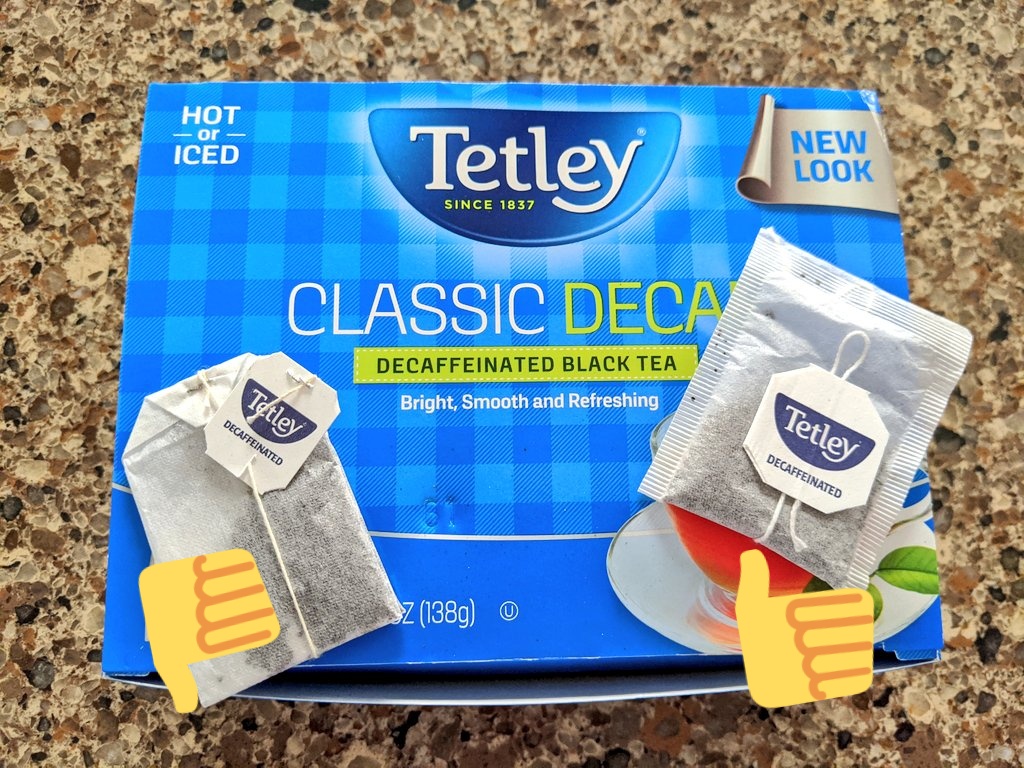 HOT
or
ICED
Tetley®
SINCE 1837
NEW
LOOK
CLASSIC DECA
DECAFFEINATED BLACK TEA
Bright, Smooth and Refreshing
Tetley
DECAFFEINATED
Tetley
DECAFFEINATED
OZ (138g) U